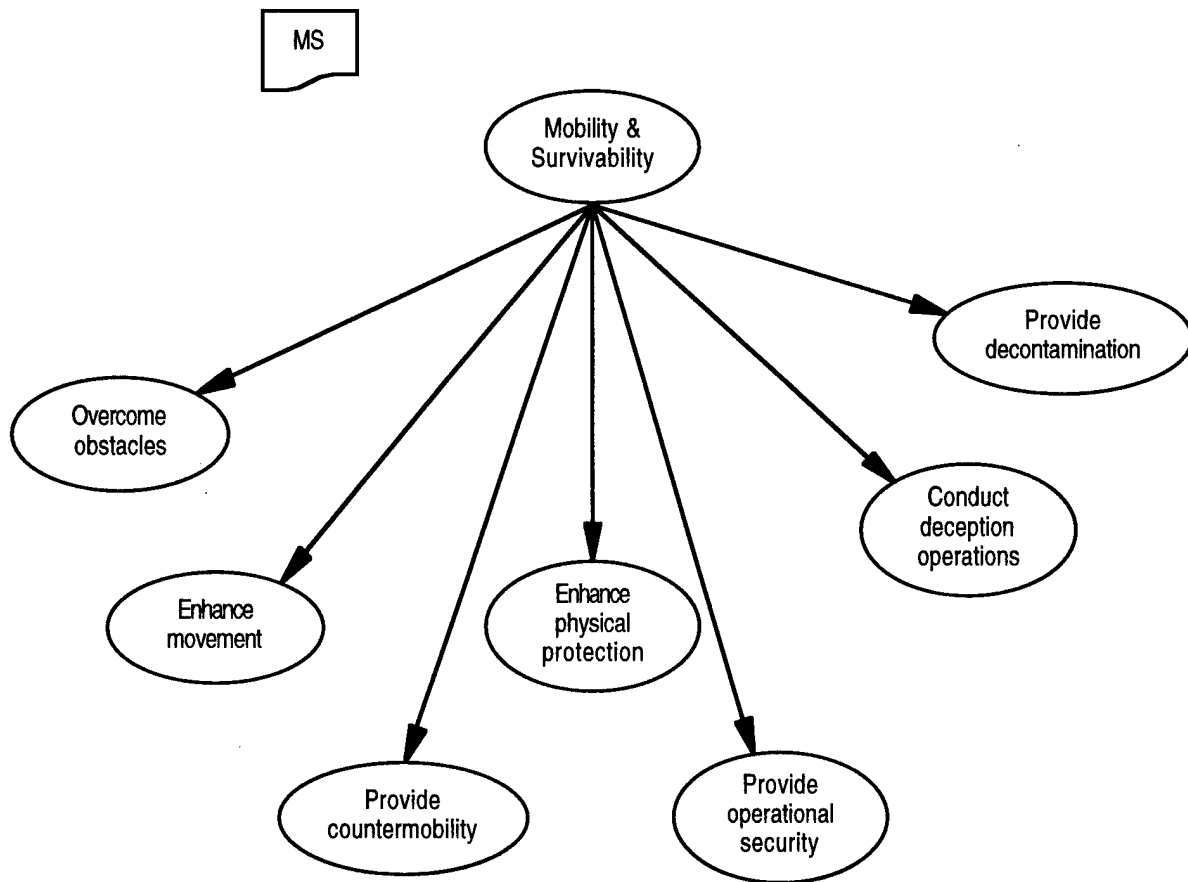 MS
Mobility &
Survivability
Provide
decontamination
Overcome
obstacles
Conduct
deception
operations
Enhance
movement
Enhance
physical
protection
Provide
countermobility
Provide
operational
security